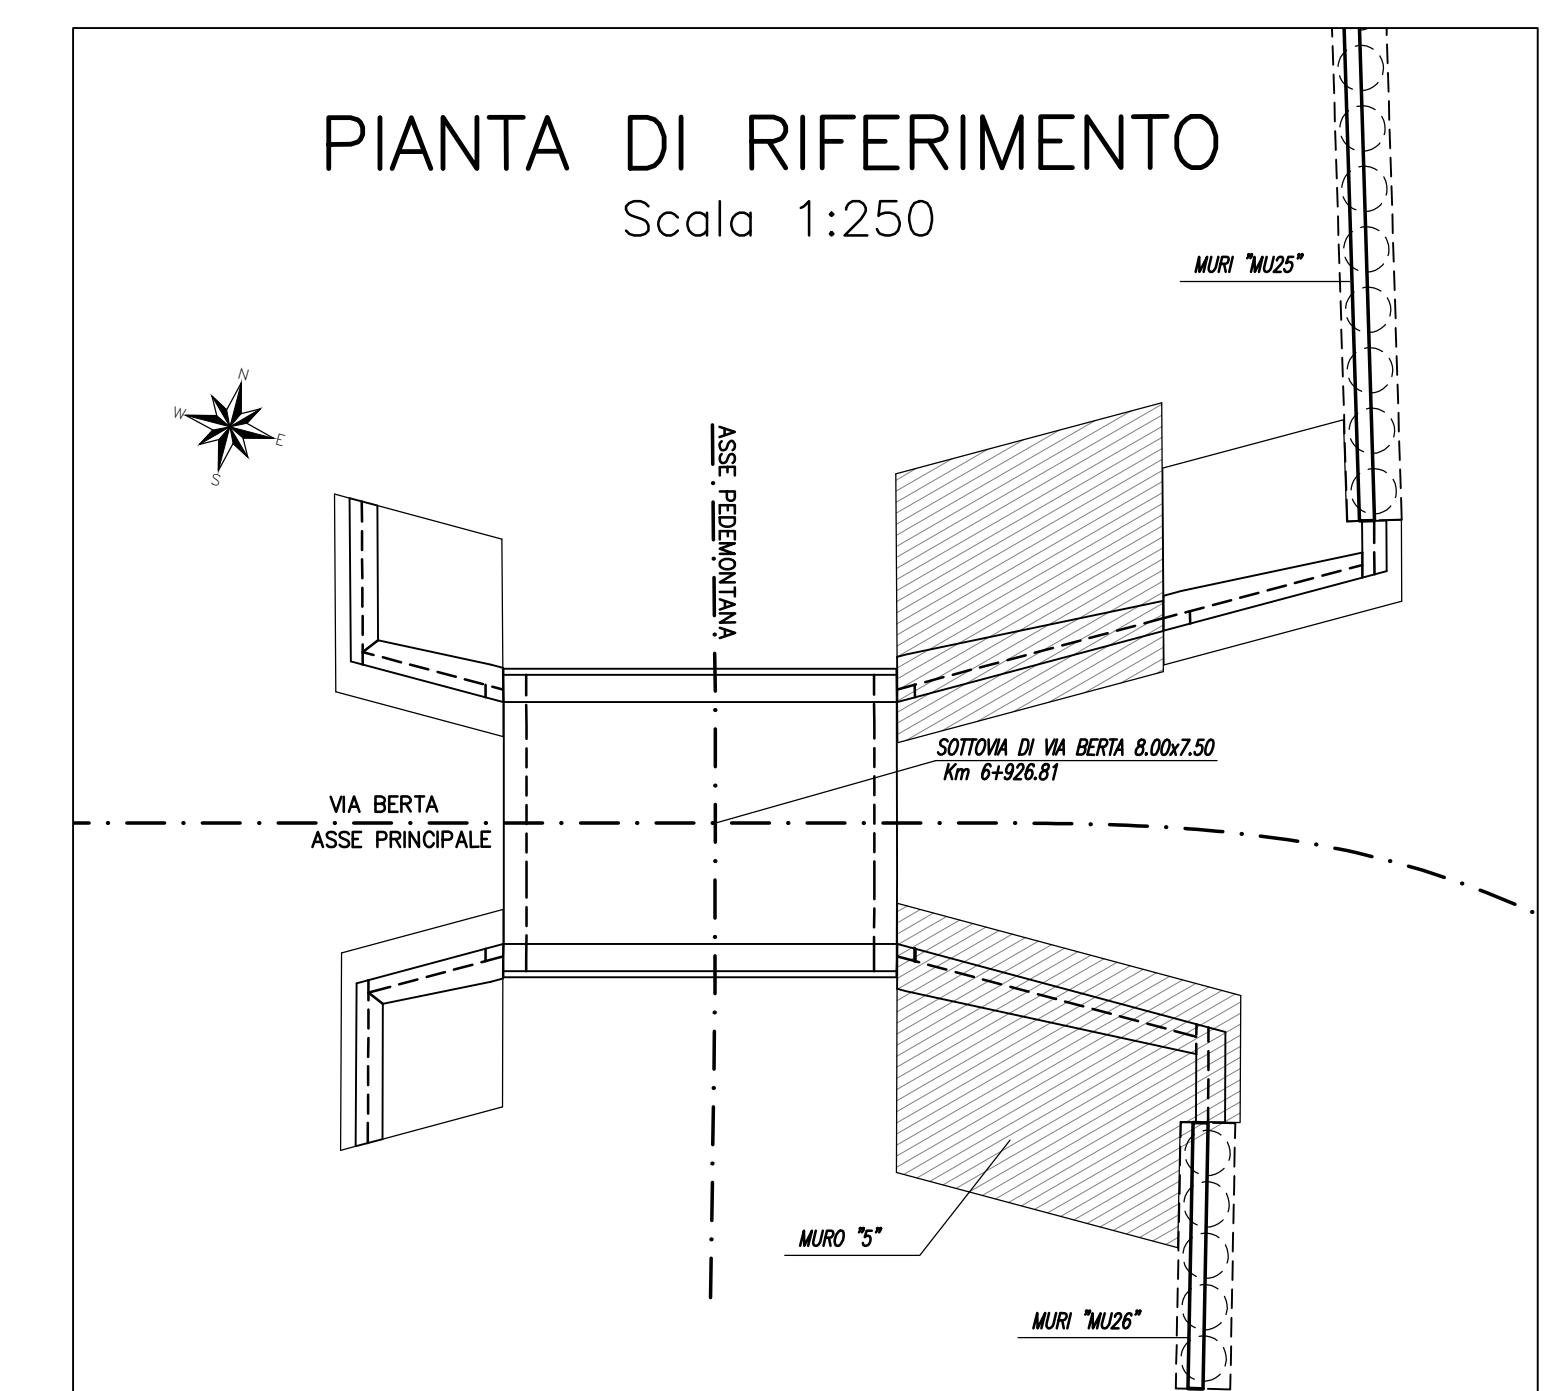 PIANTA DI RIFERIMENTO
Scala 1:250
MURI "MU25"
N
W
E
S
ASSE PEDEMONTANA
SOTTOVIA DI VIA BERTA 8.00x7.50
Km 6+926.81
VIA BERTA
ASSE PRINCIPALE
MURO "5"
MURI "MU26"